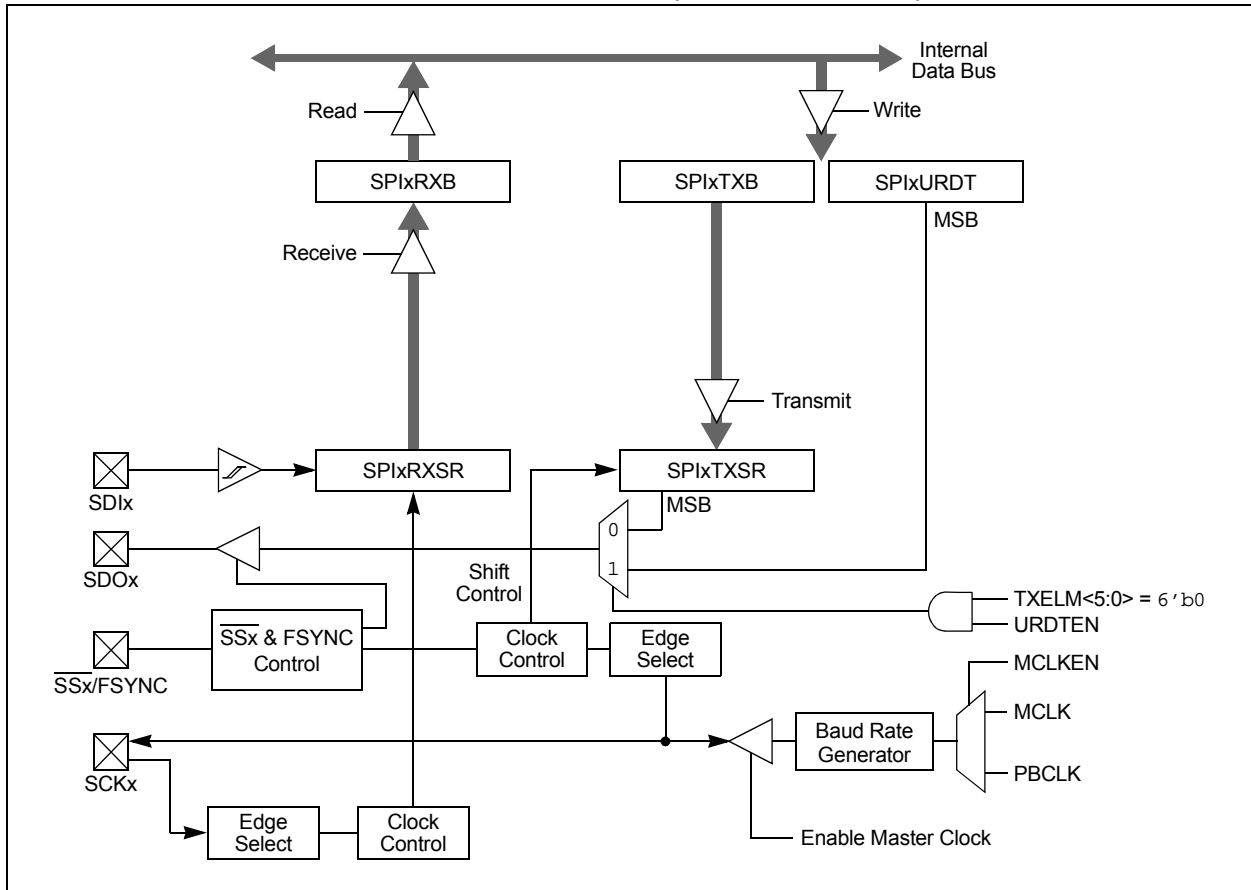 Internal
Data Bus
Read
Write
SPIxRXB
SPIxTXB
SPIxURDT
MSB
Receive
Transmit
SPIxRXSR
SPIxTXSR
SDIx
MSB
0
1
SDOx
Shift
Control
TXELM<5:0> = 6'b0
URDTEN
SSx & FSYNC
Control
Clock
Control
Edge
Select
SSx/FSYNC
MCLKEN
MCLK
Baud Rate
Generator
PBCLK
SCKx
Edge
Select
Clock
Control
Enable Master Clock